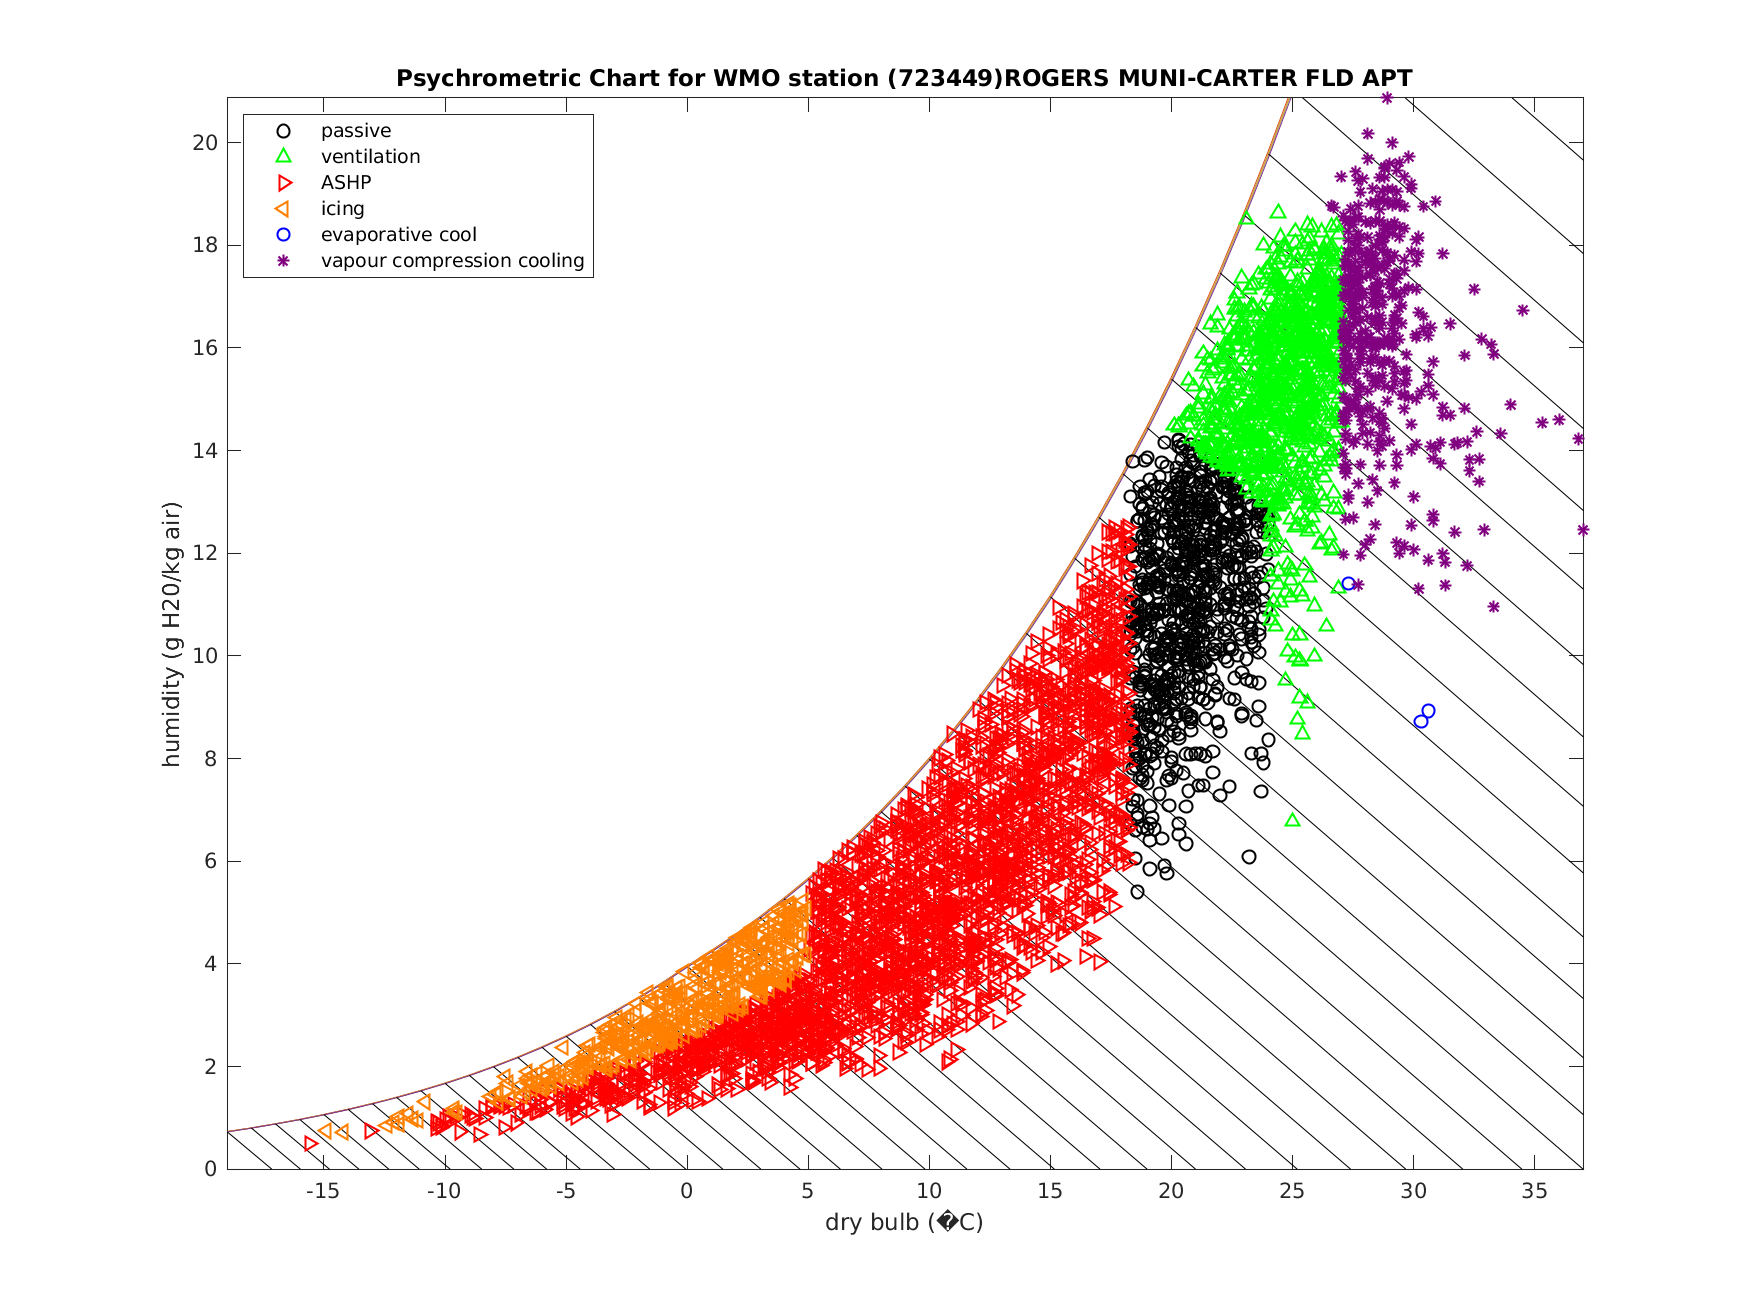 Psychrometric Chart for WMO station (723449)ROGERS MUNI-CARTER FLD APT
passive
ventilation
ASHP
icing
evaporative cool
vapour compression cooling
humidity (g H20/kg air)
20
18
16
14
12
10
8
6
4
2
0
-15 -10 -5 0 5 10 15 20 25 30 35
dry bulb (�C)